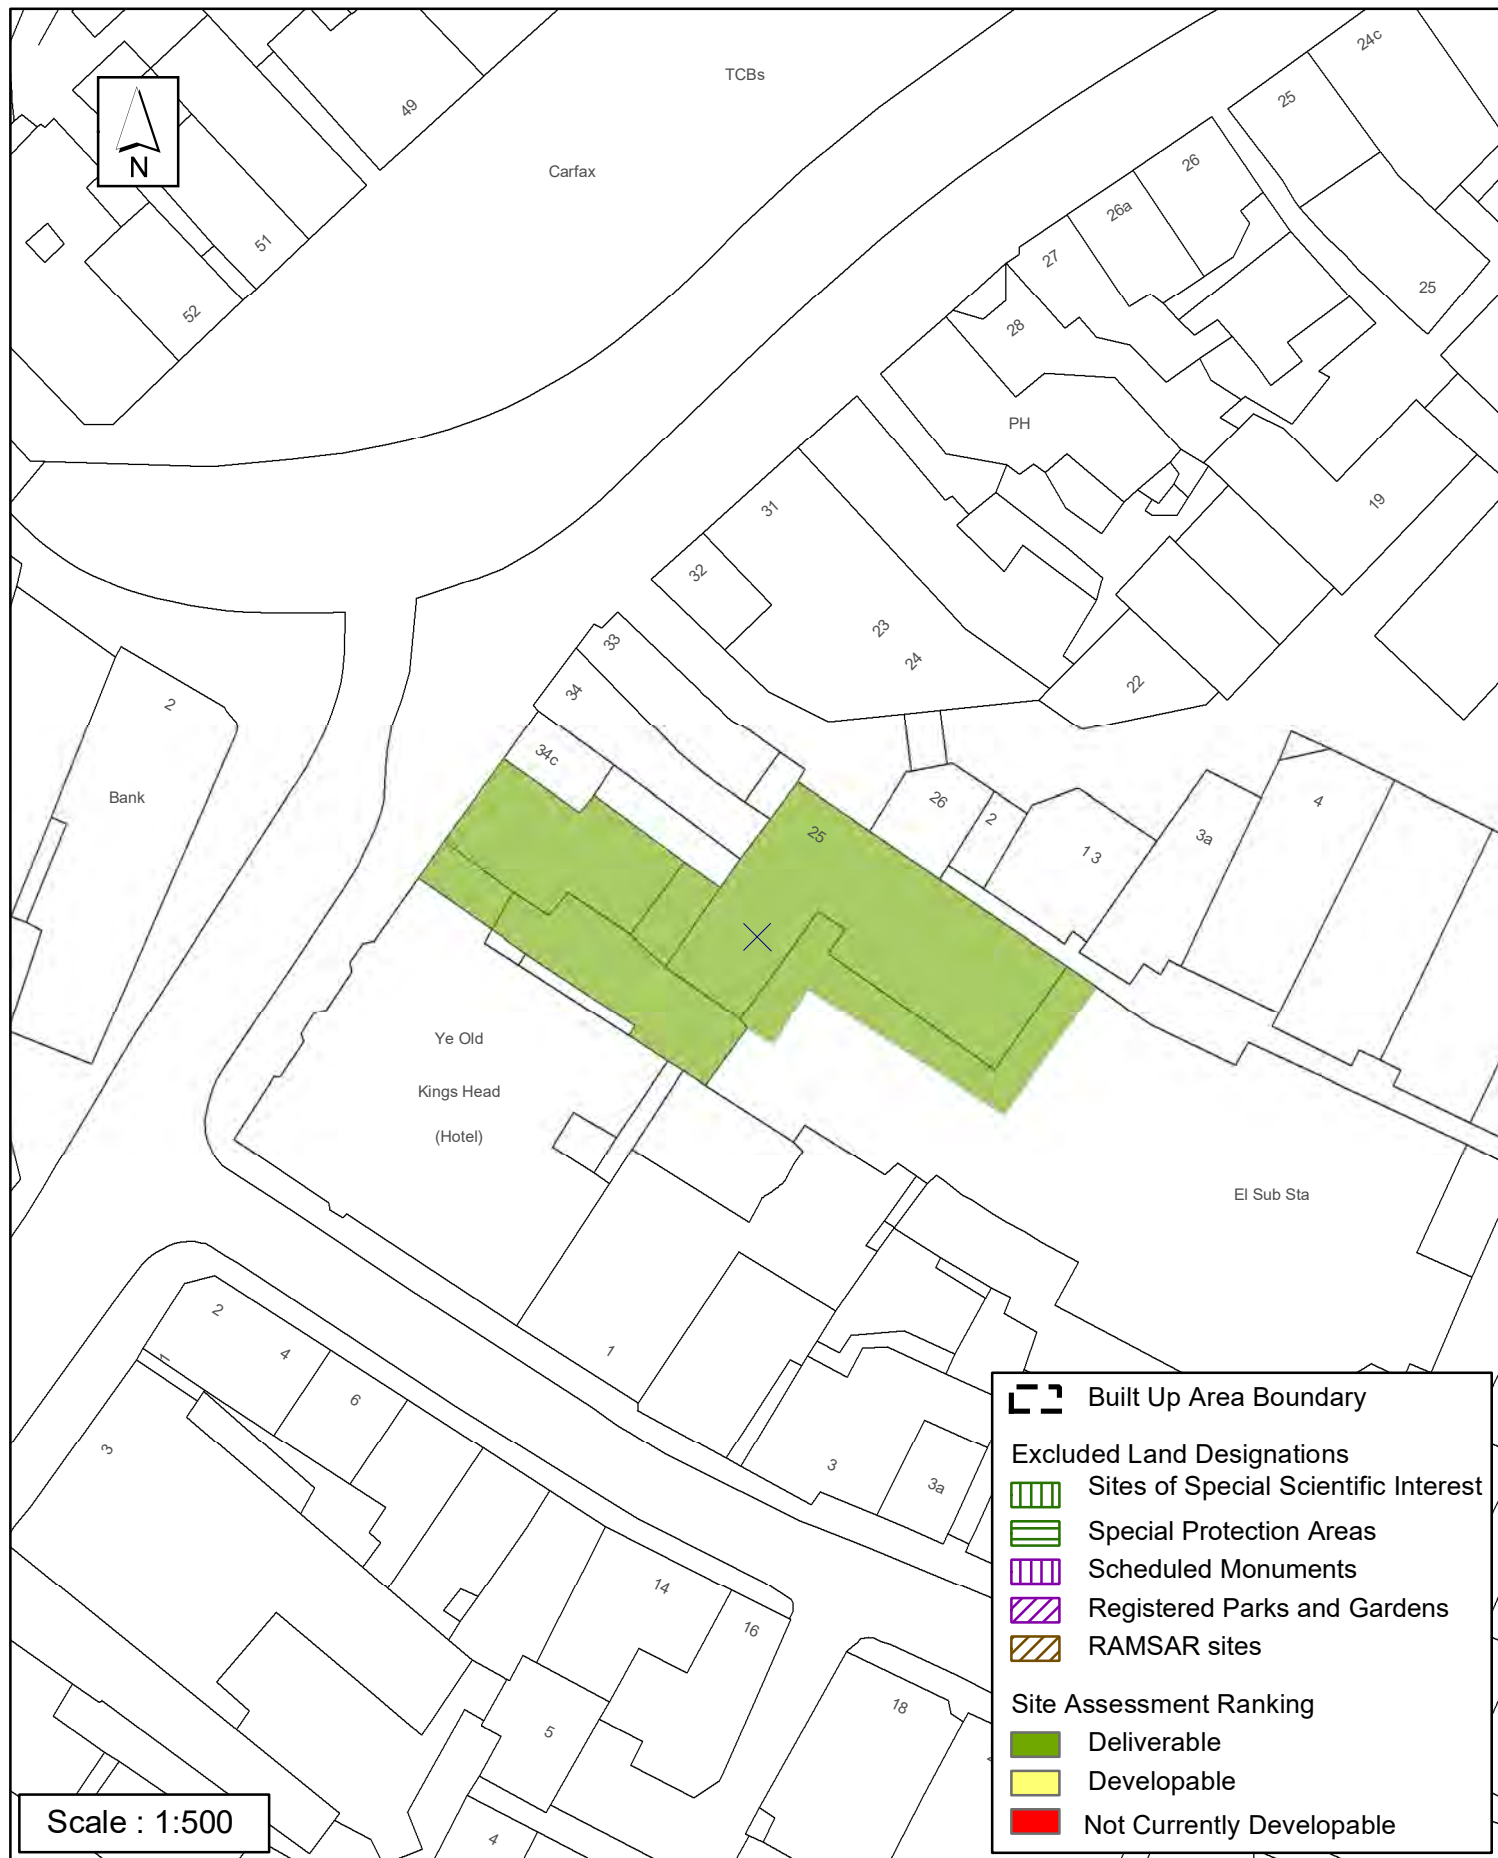 24c
TCBs
25
49
Carfax
N
26
26a
51
27
25
52
28
PH
31
19
32
23
33
24
22
34
2
34c
Bank
26
4
25
2
3a
1 3
Ye Old
Kings Head
(Hotel)
El Sub Sta
2
4
1
1
6
3
3
3a
14
16
18
5
4
Built Up Area Boundary
Excluded Land Designations
Sites of Special Scientific Interest
Special Protection Areas
Scheduled Monuments
Registered Parks and Gardens
RAMSAR sites
Site Assessment Ranking
Deliverable
Developable
Not Currently Developable
Scale : 1:500